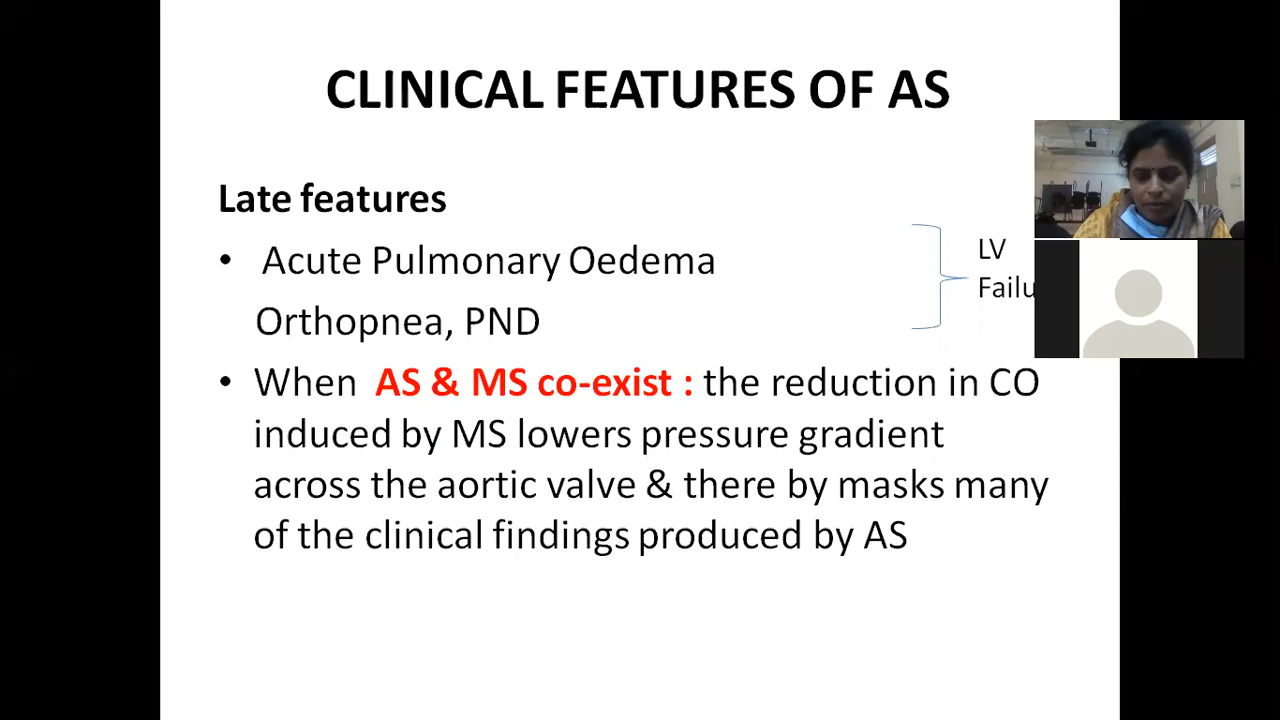 CLINICAL FEATURES OF AS
Late features
• Acute Pulmonary Oedema
Orthopnea, PND
LV
Failu
• When AS & MS co-exist : the reduction in CO
induced by MS lowers pressure gradient
across the aortic valve & there by masks many
of the clinical findings produced by AS